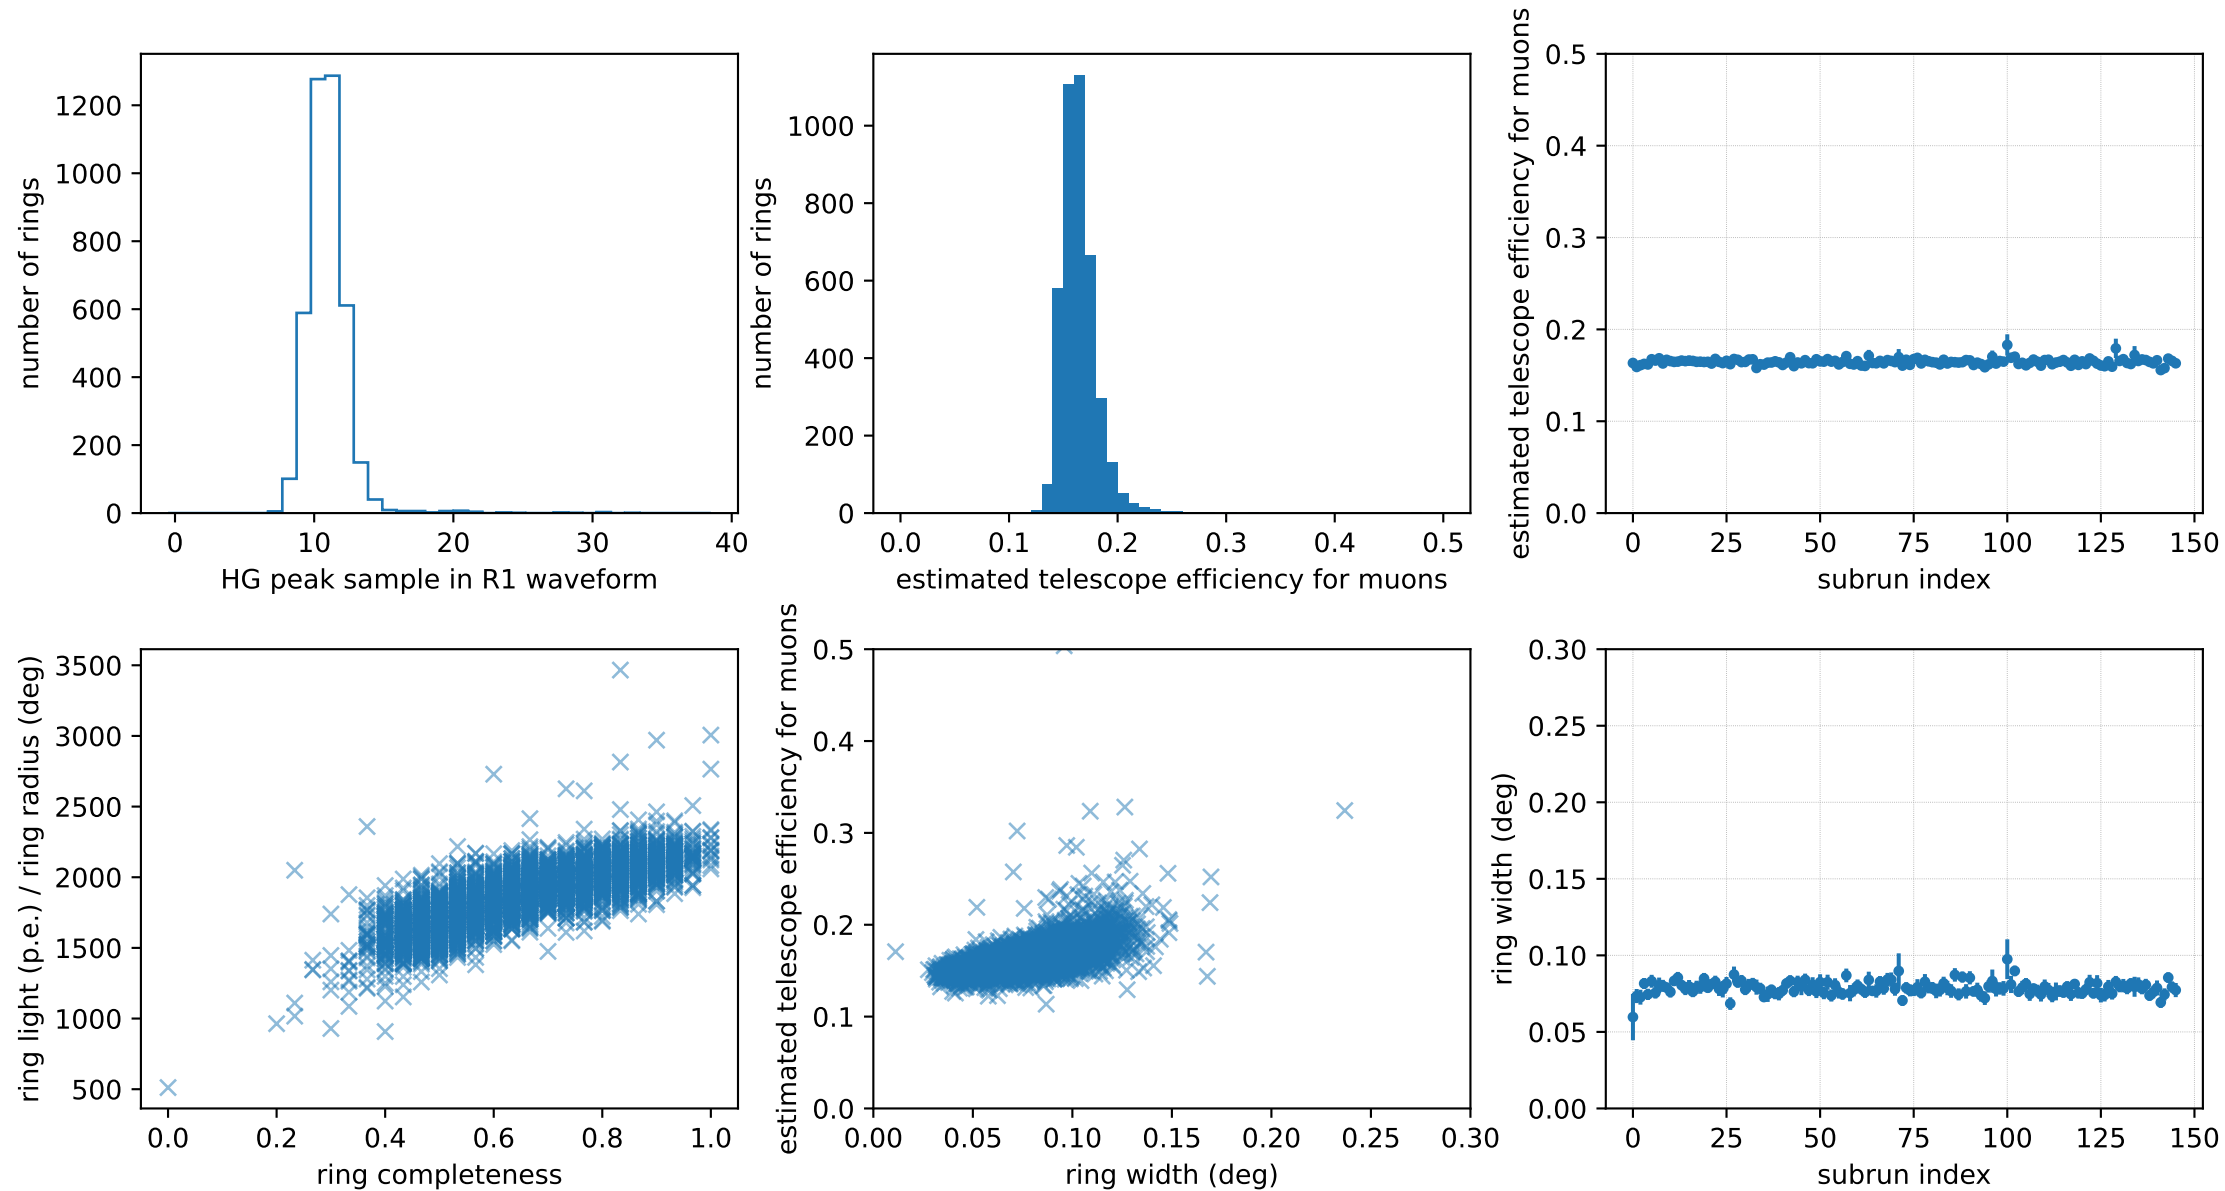 number of rings
1200
1000
800
600
400
200
0
0 10 20 30 40
HG peak sample in R1 waveform
number of rings
1000
800
600
400
200
0
0.0 0.1 0.2 0.3 0.4 0.5
estimated telescope efficiency for muons
estimated telescope efficiency for muons
0.5
0.4
0.3
0.2
0.1
0.0
0 25 50 75 100 125 150
subrun index
ring light (p.e.) / ring radius (deg)
3500
3000
2500
2000
1500
1000
500
0.0 0.2 0.4 0.6 0.8 1.0
ring completeness
estimated telescope efficiency for muons
0.5
0.4
0.3
0.2
0.1
0.0
0.00 0.05 0.10 0.15 0.20 0.25 0.30
ring width (deg)
ring width (deg)
0.30
0.25
0.20
0.15
0.10
0.05
0.00
0 25 50 75 100 125 150
subrun index